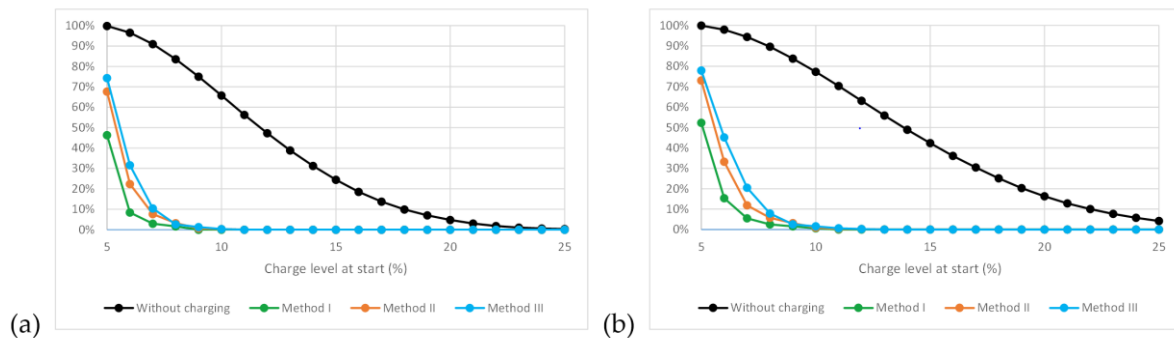 100%
90%
80%
70%
60%
50%
40%
30%
20%
10%
0%
5 10 15 20 25
Charge level at start (%)
Without charging Method I Method II Method III
(a)
100%
90%
80%
70%
60%
50%
40%
30%
20%
10%
0%
5 10 15 20 25
Charge level at start (%)
Without charging Method I Method II Method III
(b)